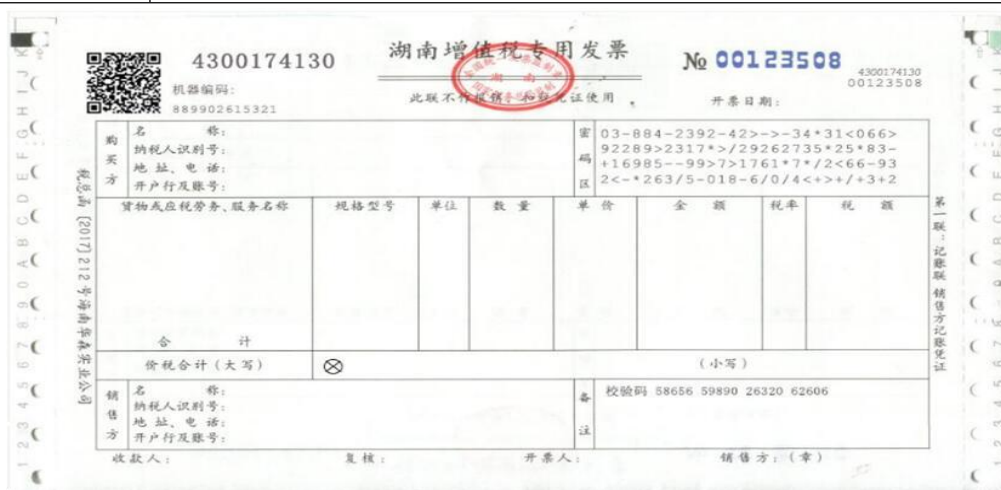 湖南增值税专用发票
4300174130
№ 00123508
4300174130
00123508
机器编码:
889902615321
此联不作报销、扣税凭证使用
开票日期:
购买方
名 称:
纳税人识别号:
地 址、电 话:
开户行及账号:
密码区
03-884-2392-42>->-34*31<066>
92289>2317*>/29262735*25*83-
+16985--99>7>1761*7*/2<66-93
2<-*263/5-018-6/0/4<+>+/+3+2
货物或应税劳务、服务名称 规格型号 单位 数 量 单 价 金 额 税率 税 额
合 计
价税合计(大写) ⊗ (小写)
销售方
名 称:
纳税人识别号:
地 址、电 话:
开户行及账号:
备注
校验码 58656 59890 26320 62606
收款人: 复核: 开票人: 销售方:(章)
税总函〔2017〕212号海南华森实业公司
第一联:记账联 销售方记账凭证